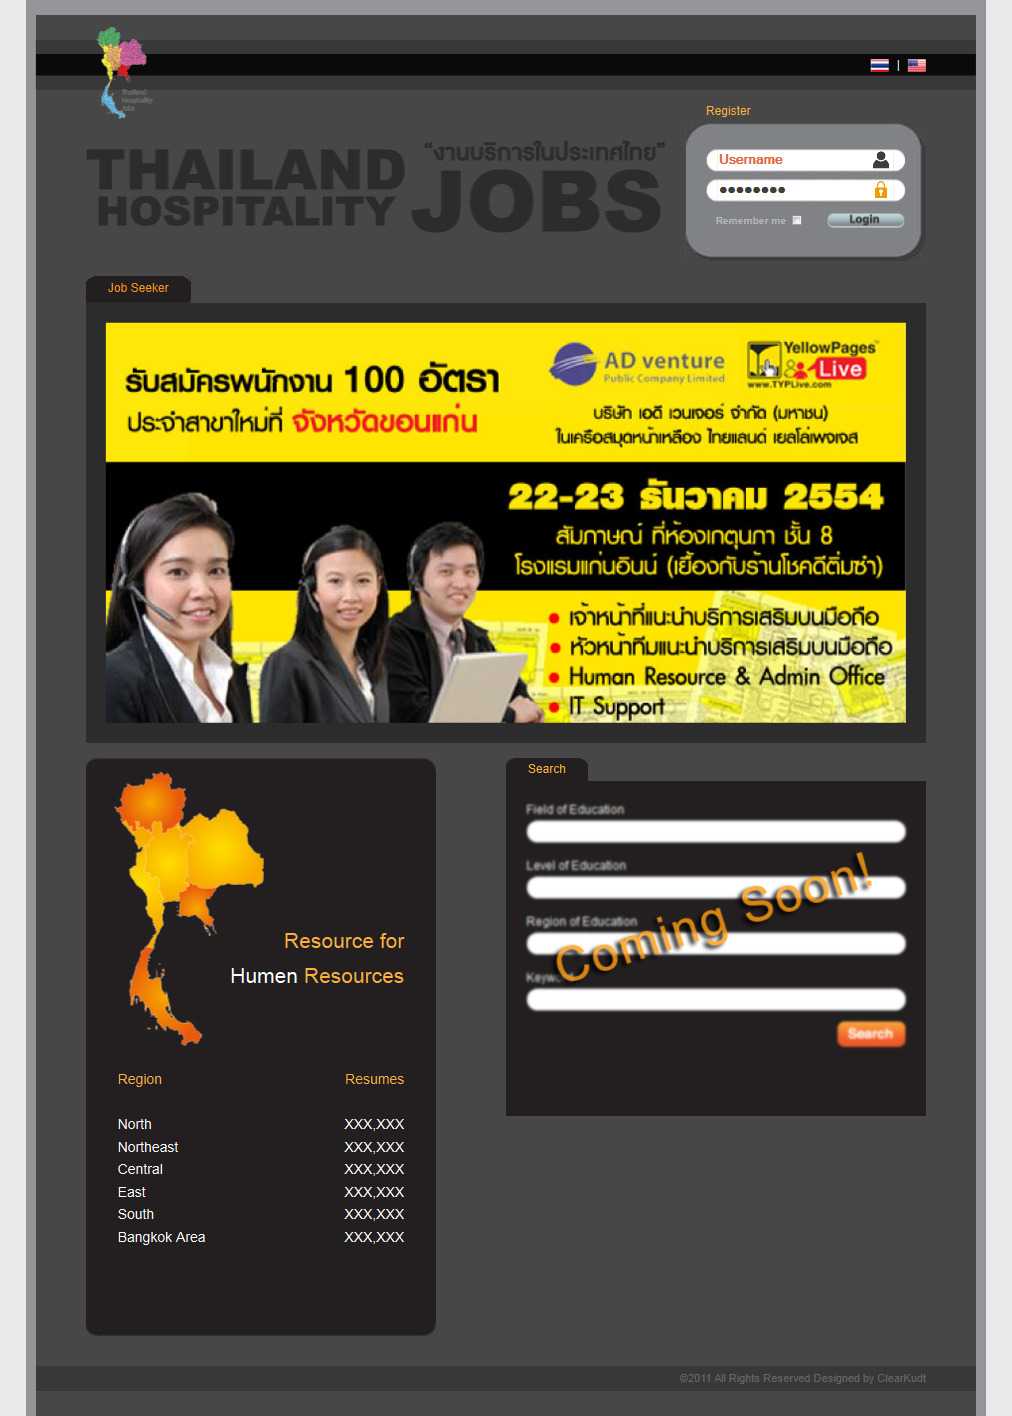 Thailand
Hospitality
Jobs
|
Register
THAILAND
HOSPITALITY
"งานบริการในประเทศไทย"
JOBS
Username
Remember me
Login
Job Seeker
รับสมัครพนักงาน 100 อัตรา
ประจำสาขาใหม่ที่ จังหวัดขอนแก่น
AD venture
Public Company Limited
YellowPages™
Live
www.TYPLive.com
บริษัท เอดี เวนเจอร์ จำกัด (มหาชน)
ในเครือสมุดหน้าเหลือง ไทยแลนด์ เยลโล่เพจเจส
22-23 ธันวาคม 2554
สัมภาษณ์ ที่ห้องเกตุนภา ชั้น 8
โรงแรมแก่นอินน์ (เยื้องกับร้านโชคดีติ่มซำ)
• เจ้าหน้าที่แนะนำบริการเสริมบนมือถือ
• หัวหน้าทีมแนะนำบริการเสริมบนมือถือ
• Human Resource & Admin Office
• IT Support
Resource for
Humen Resources
Region Resumes
North XXX,XXX
Northeast XXX,XXX
Central XXX,XXX
East XXX,XXX
South XXX,XXX
Bangkok Area XXX,XXX
Search
Field of Education
Level of Education
Region of Education
Coming Soon!
Search
©2011 All Rights Reserved Designed by ClearKudt